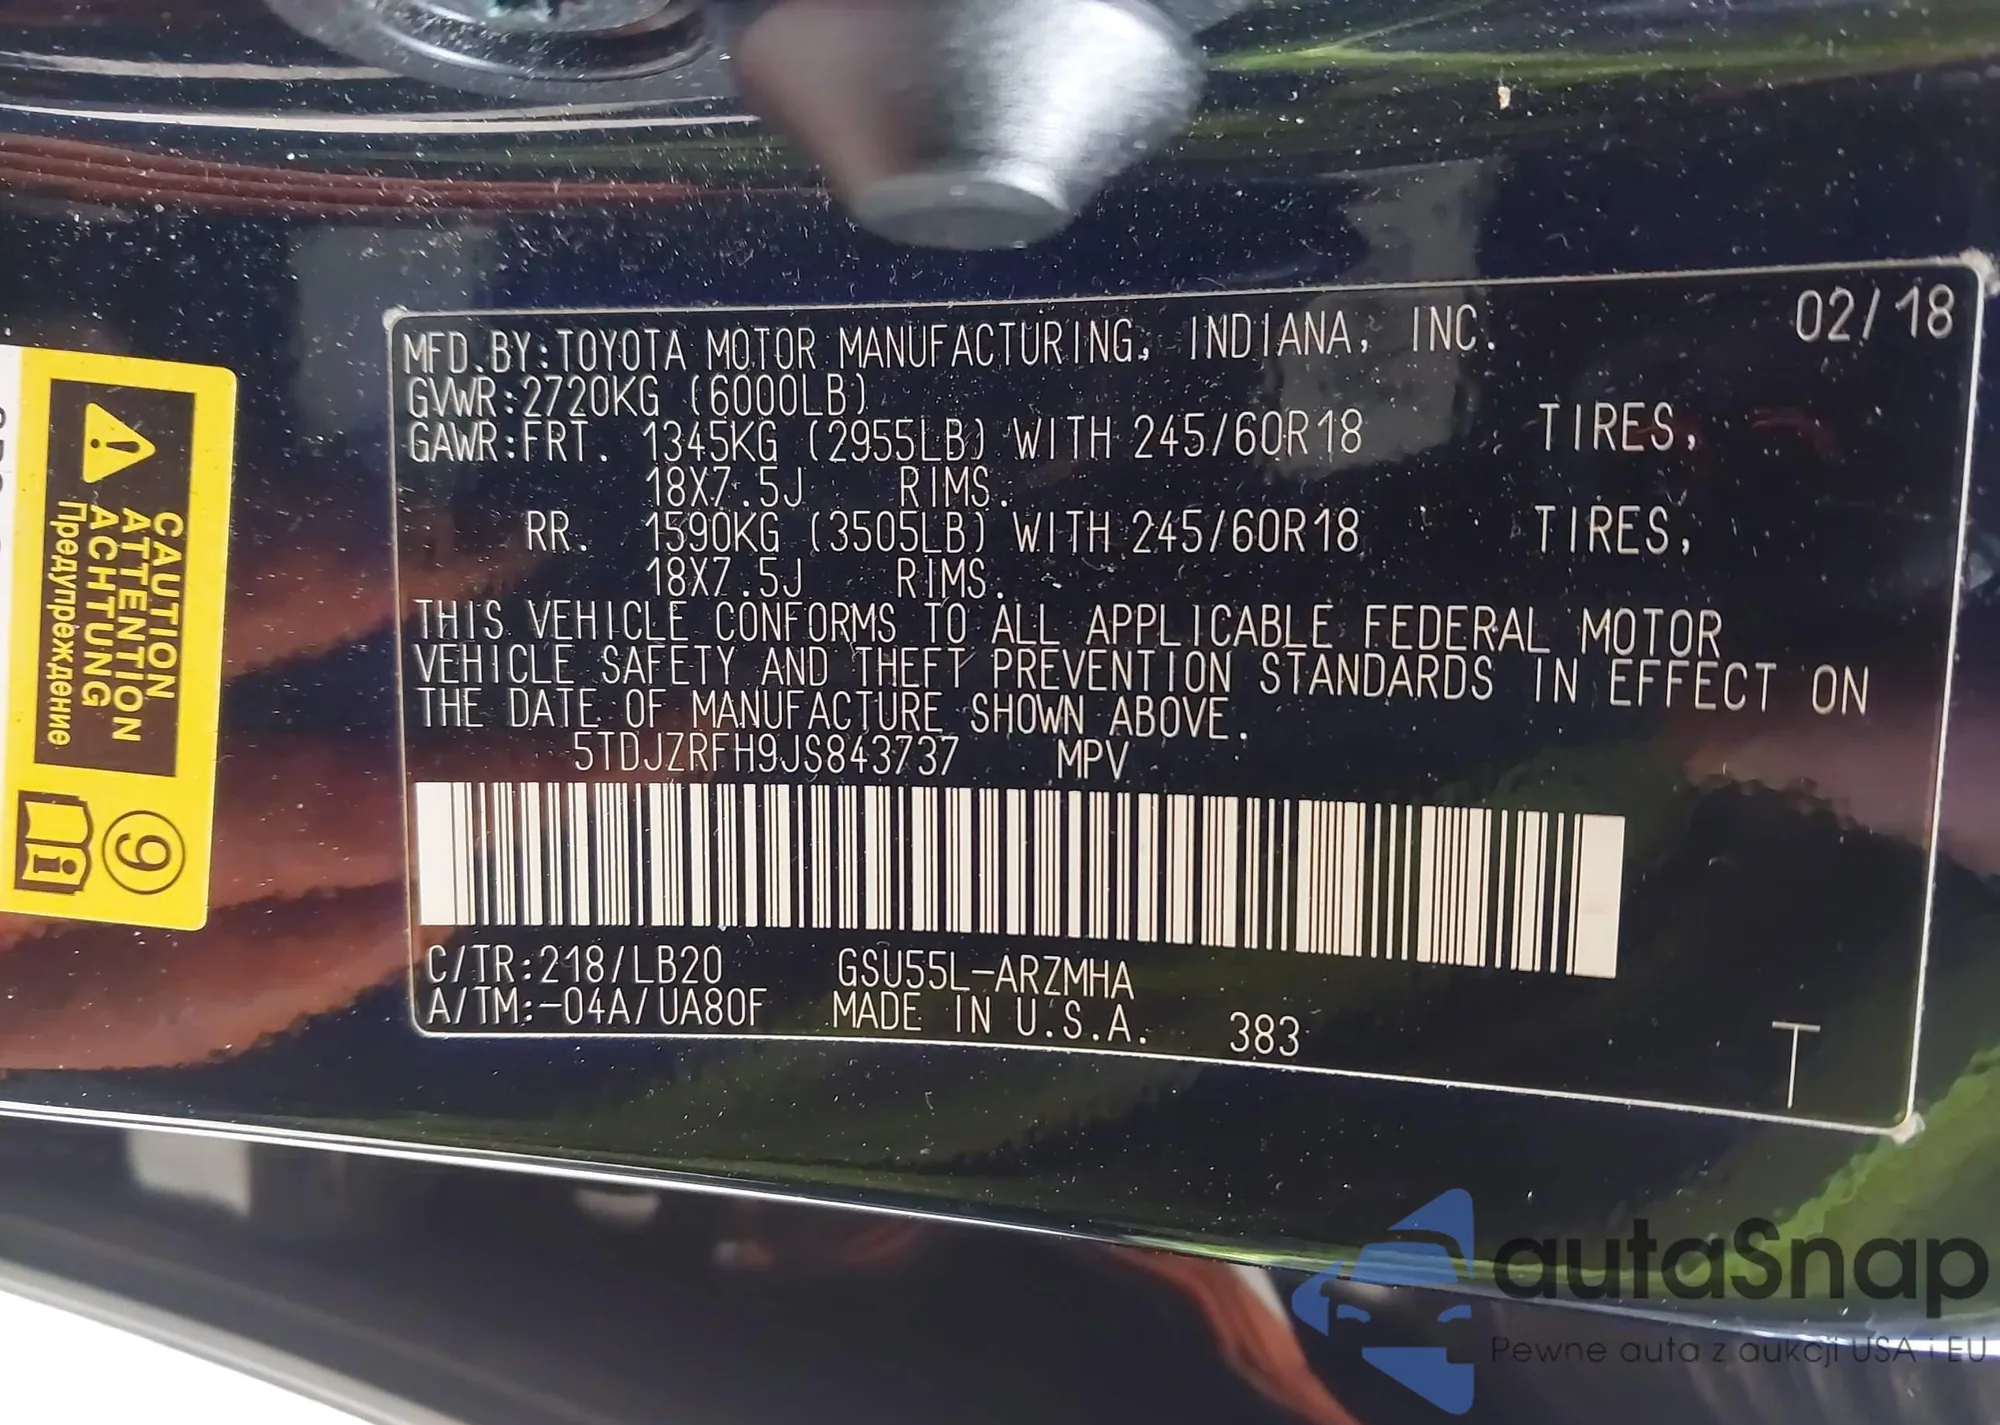 MFD.BY:TOYOTA MOTOR MANUFACTURING, INDIANA, INC. 02/18
GVWR:2720KG (6000LB)
GAWR:FRT. 1345KG (2955LB) WITH 245/60R18 TIRES,
18X7.5J RIMS.
RR. 1590KG (3505LB) WITH 245/60R18 TIRES,
18X7.5J RIMS.
THIS VEHICLE CONFORMS TO ALL APPLICABLE FEDERAL MOTOR
VEHICLE SAFETY AND THEFT PREVENTION STANDARDS IN EFFECT ON
THE DATE OF MANUFACTURE SHOWN ABOVE.
5TDJZRFH9JS843737 MPV
C/TR:218/LB20 GSU55L-ARZMHA
A/TM:-04A/UA80F MADE IN U.S.A. 383
T
CAUTION
ATTENTION
ACHTUNG
Предупреждение
9
autaSnap
Pewne auta z aukcji USA i EU